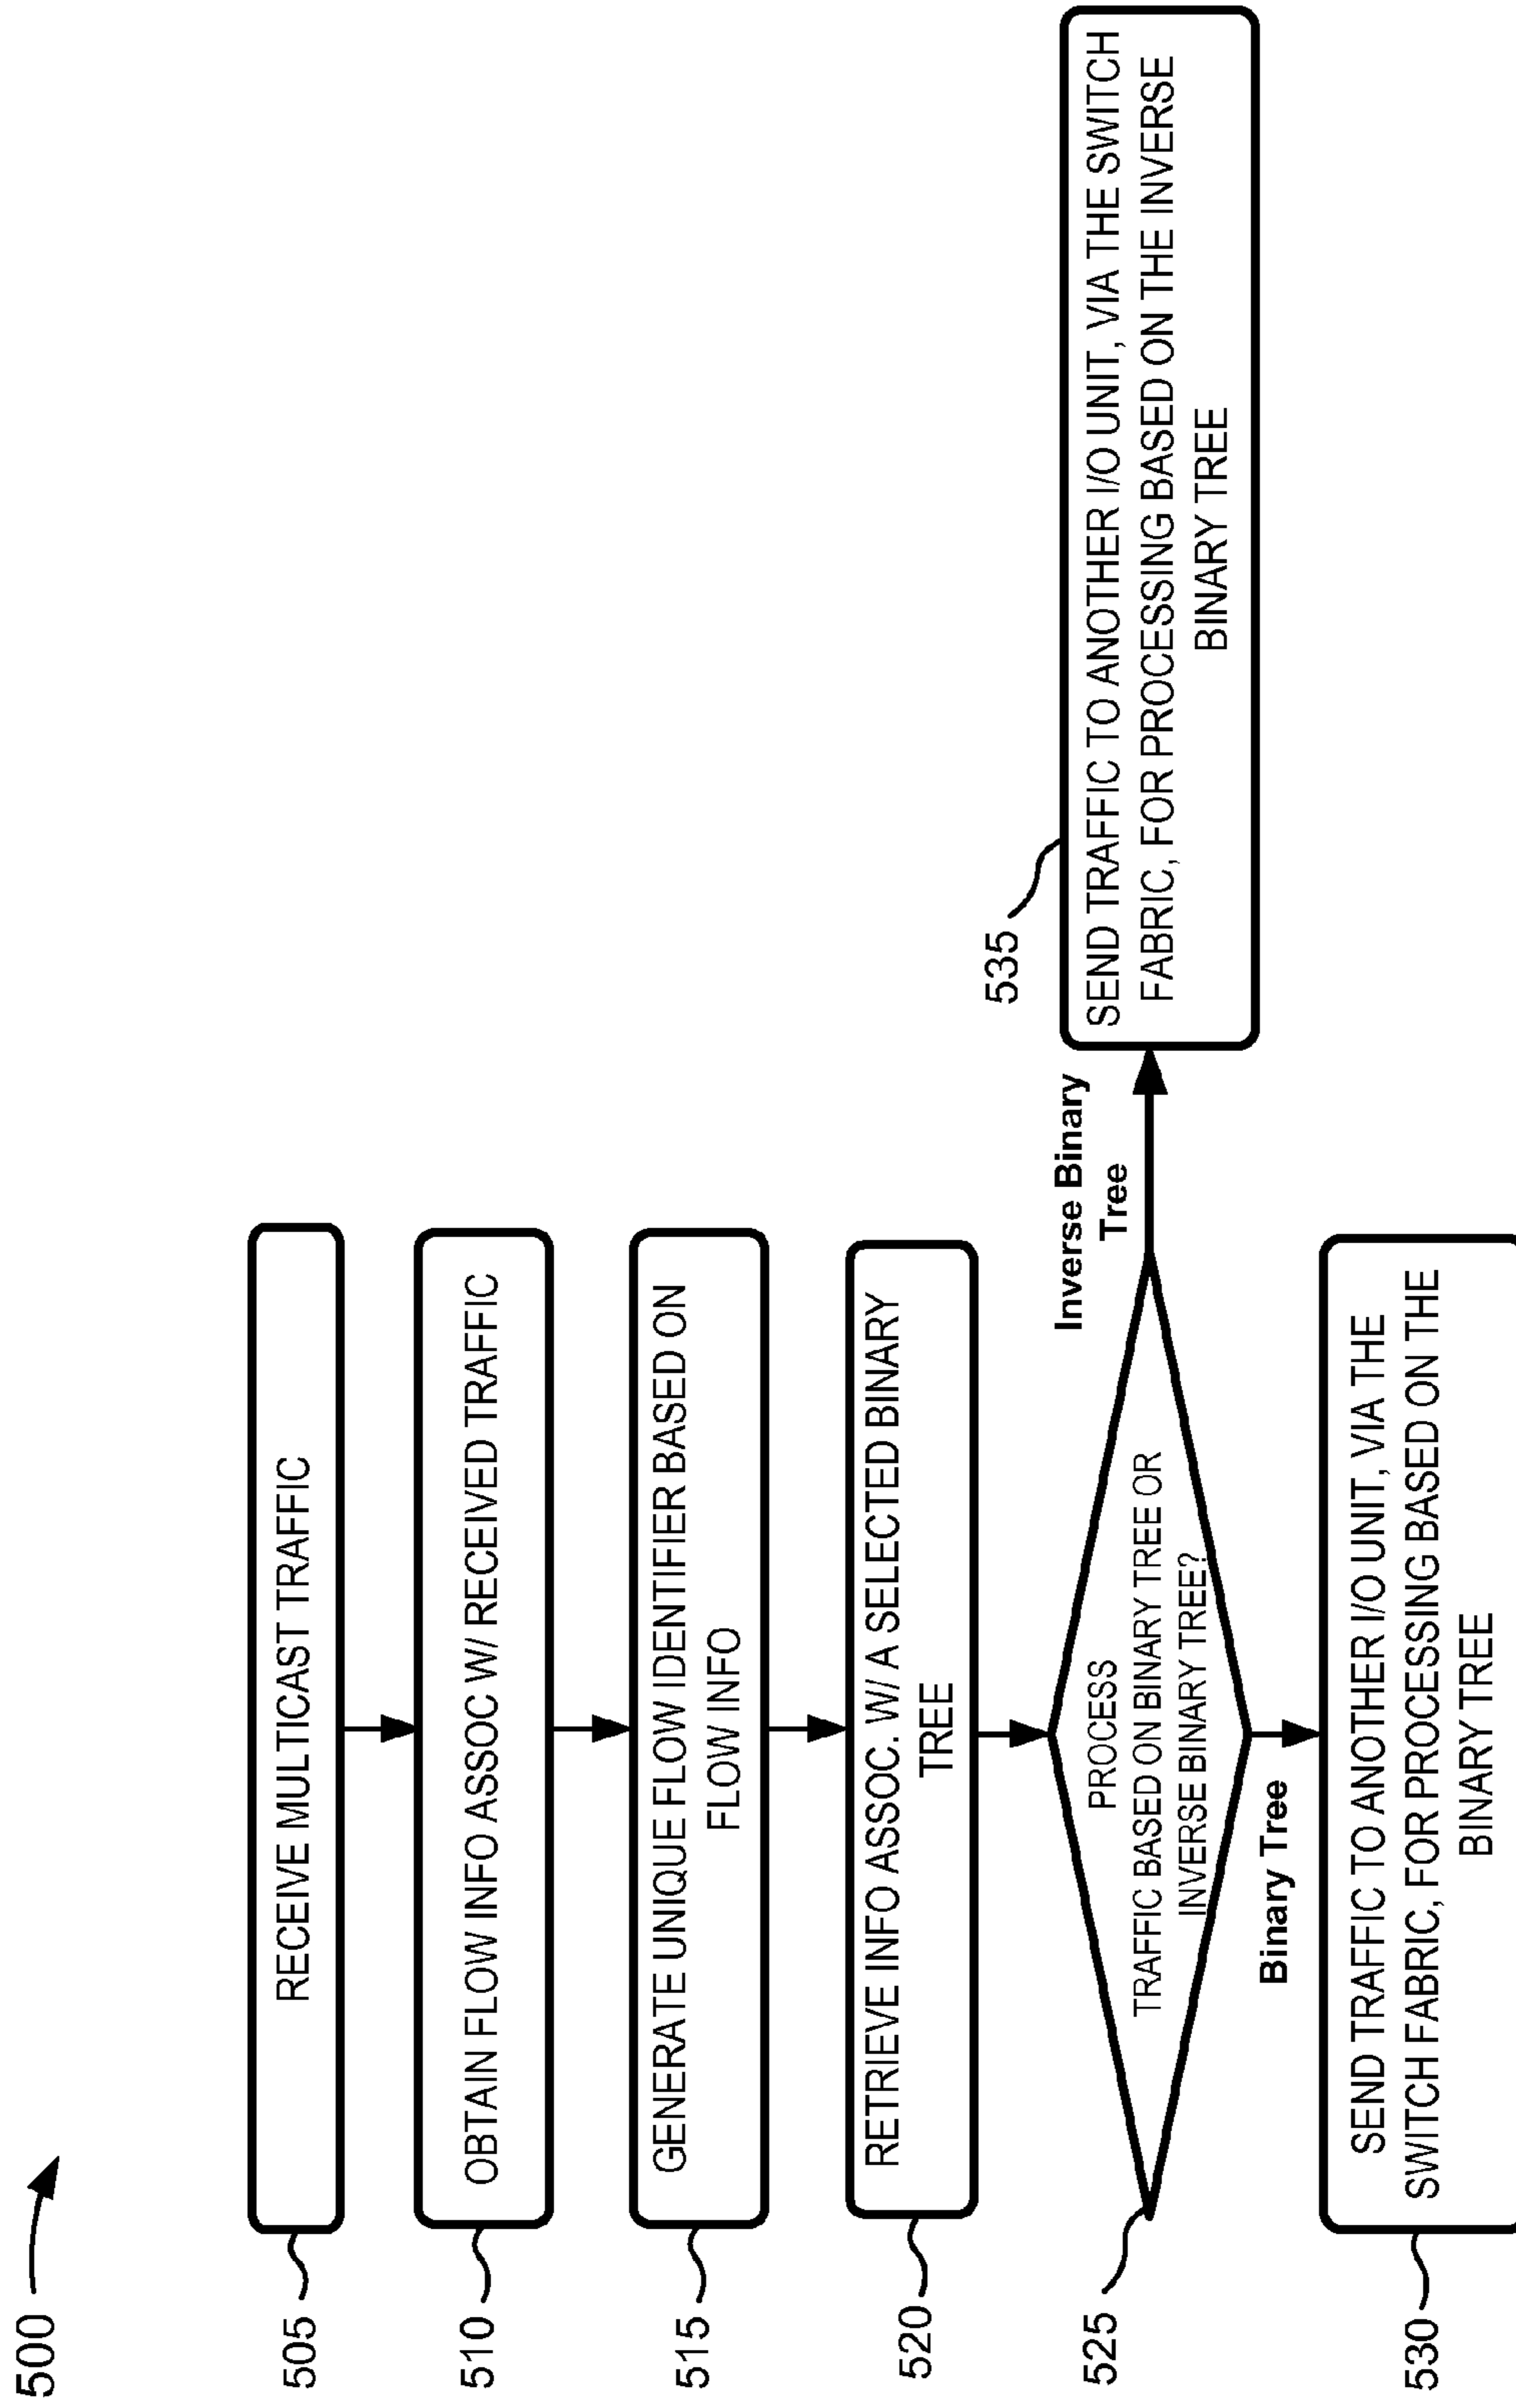 500
505
RECEIVE MULTICAST TRAFFIC
510
OBTAIN FLOW INFO ASSOC W/ RECEIVED TRAFFIC
515
GENERATE UNIQUE FLOW IDENTIFIER BASED ON
FLOW INFO
520
RETRIEVE INFO ASSOC. W/ A SELECTED BINARY
TREE
525
PROCESS
TRAFFIC BASED ON BINARY TREE OR
INVERSE BINARY TREE?
Inverse Binary
Tree
535
SEND TRAFFIC TO ANOTHER I/O UNIT, VIA THE SWITCH
FABRIC, FOR PROCESSING BASED ON THE INVERSE
BINARY TREE
Binary Tree
530
SEND TRAFFIC TO ANOTHER I/O UNIT, VIA THE
SWITCH FABRIC, FOR PROCESSING BASED ON THE
BINARY TREE